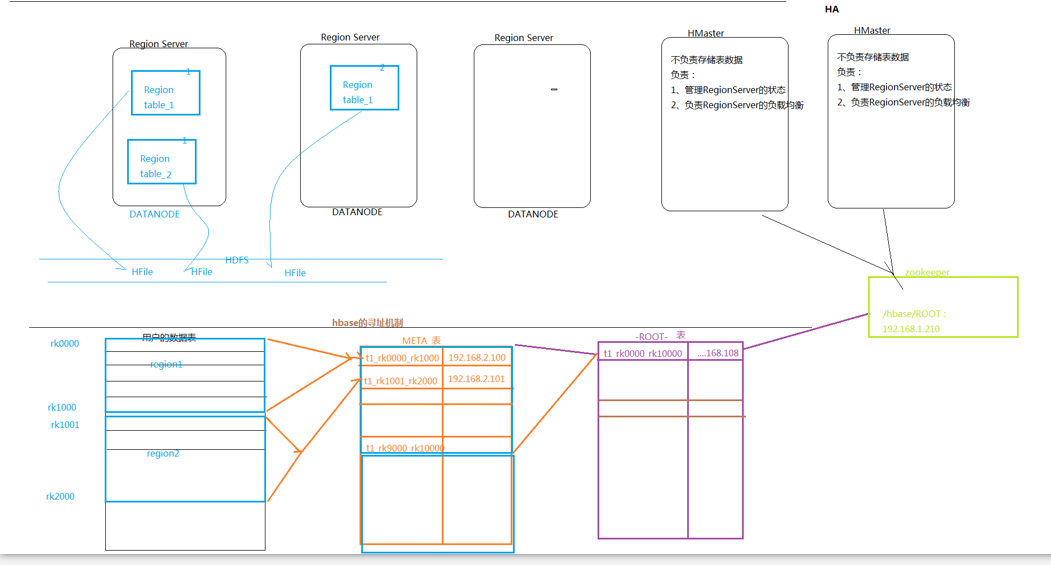 HA
Region Server
Region Server
Region Server
HMaster
HMaster
1
Region
table_1
1
Region
table_2
DATANODE
2
Region
table_1
DATANODE
DATANODE
不负责存储表数据
负责：
1、管理RegionServer的状态
2、负责RegionServer的负载均衡
不负责存储表数据
负责：
1、管理RegionServer的状态
2、负责RegionServer的负载均衡
HDFS
HFile
HFile
HFile
zookeeper
/hbase/ROOT :
192.168.1.210
hbase的寻址机制
用户的数据表
rk0000
region1
rk1000
rk1001
region2
rk2000
META 表
t1_rk0000_rk1000
192.168.2.100
t1_rk1001_rk2000
192.168.2.101
t1_rk9000_rk10000
-ROOT- 表
t1_rk0000_rk10000
....168.108